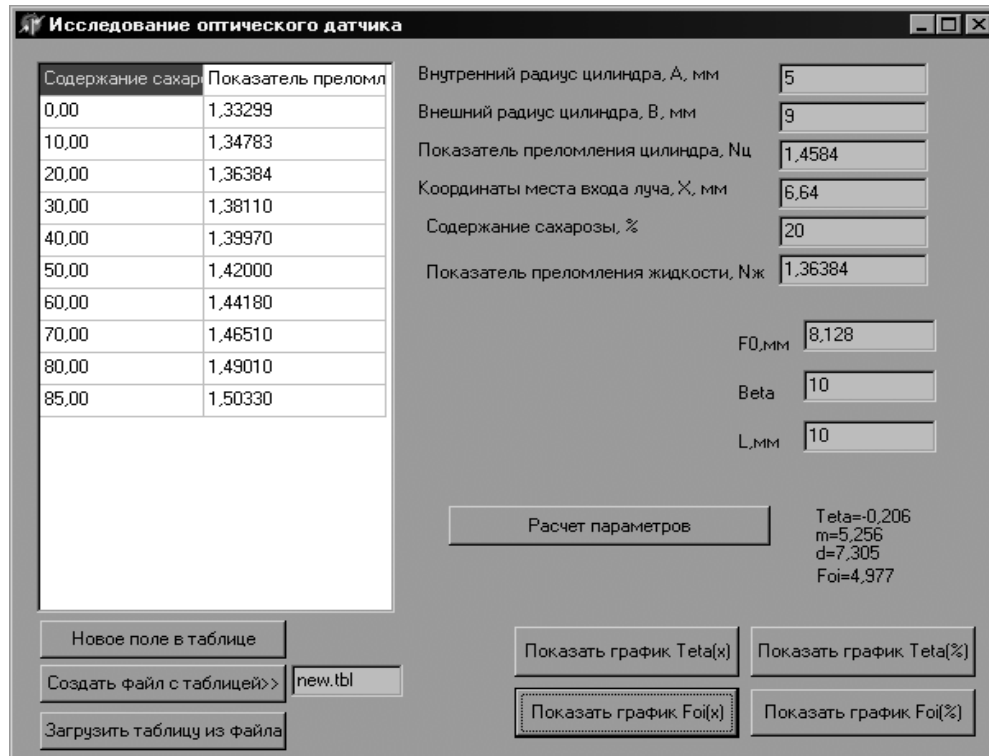 Исследование оптического датчика
Содержание сахар Показатель преломл
0,00 1,33299
10,00 1,34783
20,00 1,36384
30,00 1,38110
40,00 1,39970
50,00 1,42000
60,00 1,44180
70,00 1,46510
80,00 1,49010
85,00 1,50330
Внутренний радиус цилиндра, А, мм 5
Внешний радиус цилиндра, В, мм 9
Показатель преломления цилиндра, Nц 1,4584
Координаты места входа луча, Х, мм 6,64
Содержание сахарозы, % 20
Показатель преломления жидкости, Nж 1,36384
F0,мм 8,128
Beta 10
L,мм 10
Расчет параметров
Teta=-0,206
m=5,256
d=7,305
Foi=4,977
Новое поле в таблице
Создать файл с таблицей>> new.tbl
Загрузить таблицу из файла
Показать график Teta(x) Показать график Teta(%)
Показать график Foi(x) Показать график Foi(%)